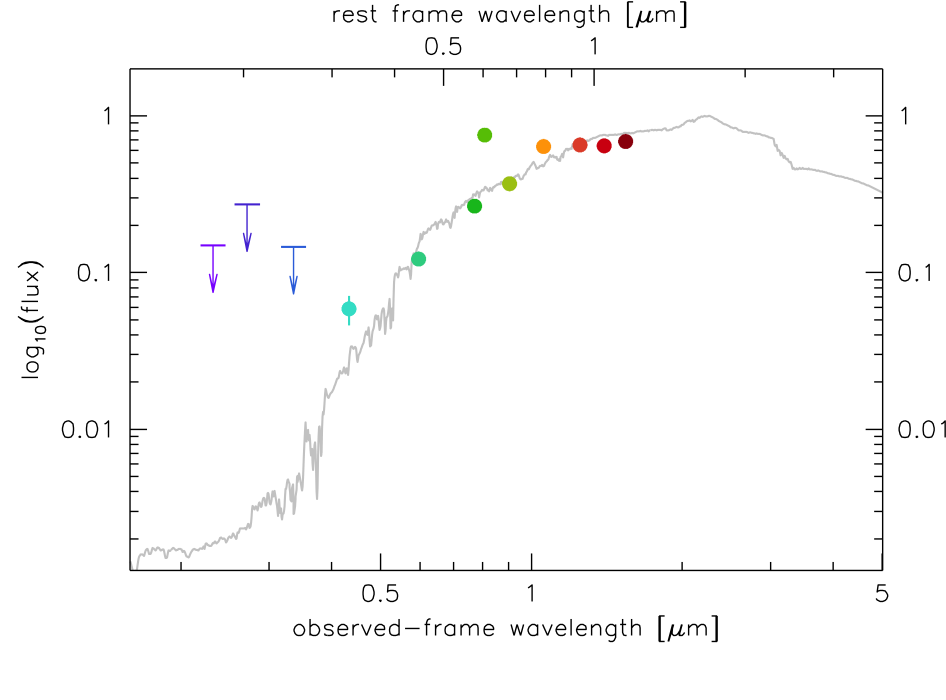 rest frame wavelength [μm]
0.5 1
1 1
0.1 0.1
0.01 0.01
log10(flux)
0.5 1 5
observed-frame wavelength [μm]